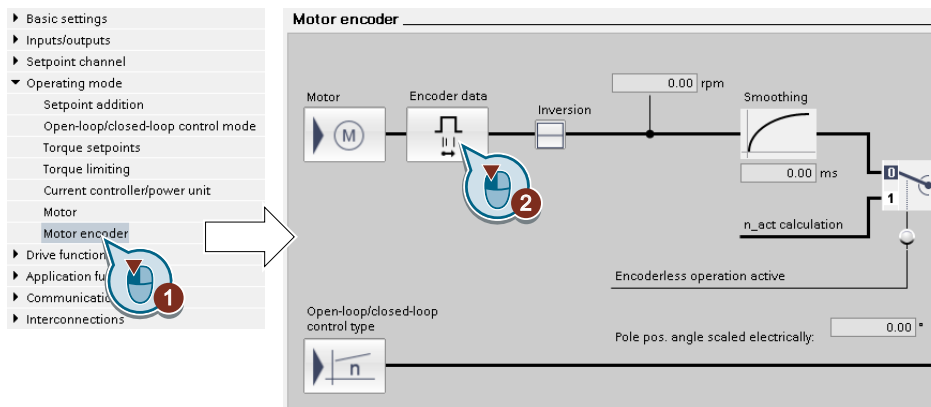 Basic settings
Inputs/outputs
Setpoint channel
Operating mode
Setpoint addition
Open-loop/closed-loop control mode
Torque setpoints
Torque limiting
Current controller/power unit
Motor
Motor encoder
Drive function
Application fu
Communicatio
Interconnections
1
Motor encoder
0.00 rpm
Motor
Encoder data
Inversion
Smoothing
M
2
0.00 ms
0
1
n_act calculation
Encoderless operation active
Open-loop/closed-loop
control type
Pole pos. angle scaled electrically:
0.00 °
n